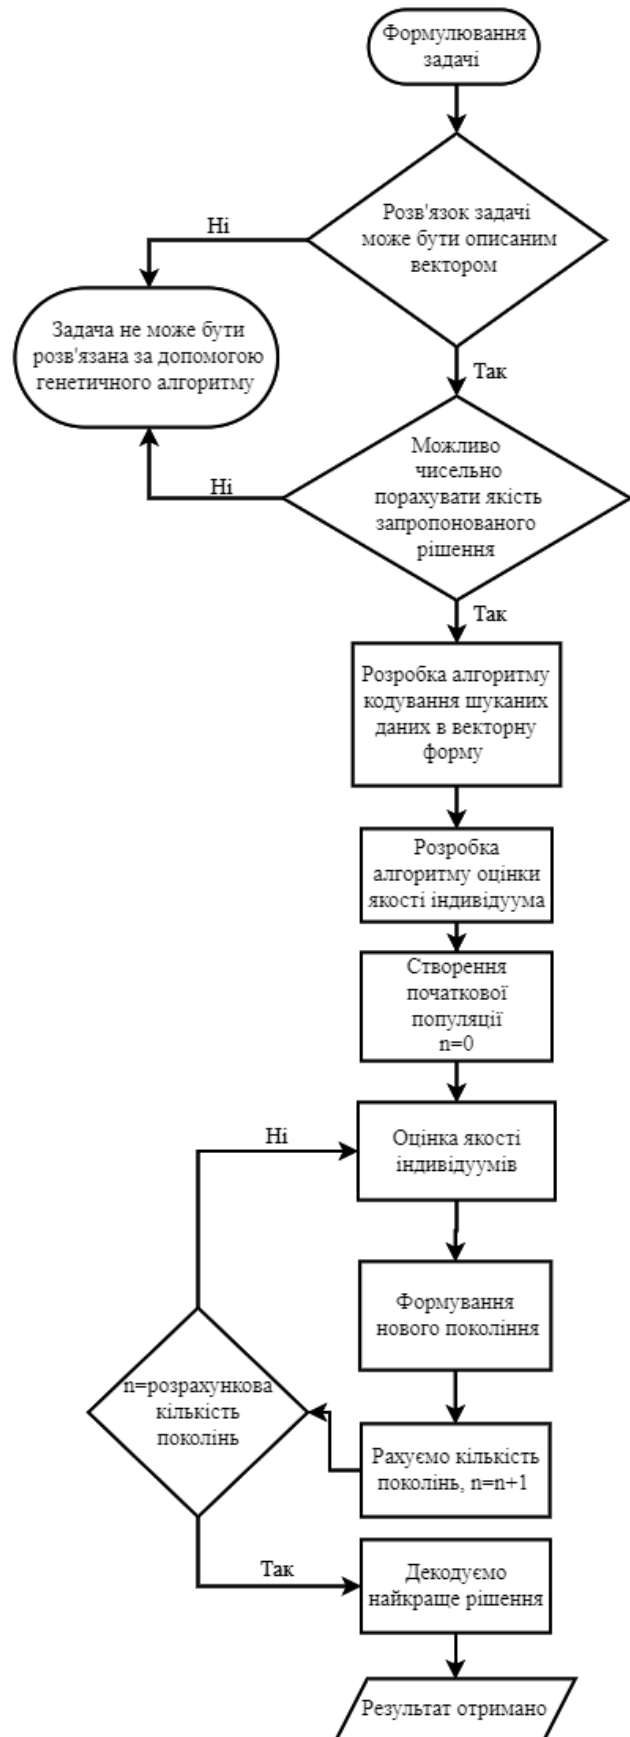 Формулювання
задачі
Розв'язок задачі
може бути описаним
вектором
Ні
Задача не може бути
розв'язана за допомогою
генетичного алгоритму
Так
Можливо
чисельно
порахувати якість
запропонованого
рішення
Ні
Так
Розробка алгоритму
кодування шуканих
даних в векторну
форму
Розробка
алгоритму оцінки
якості індивідуума
Створення
початкової
популяції
n=0
Оцінка якості
індивідуумів
Ні
Формування
нового покоління
n=розрахункова
кількість
поколінь
Рахуємо кількість
поколінь, n=n+1
Так
Декодуємо
найкраще рішення
Результат отримано